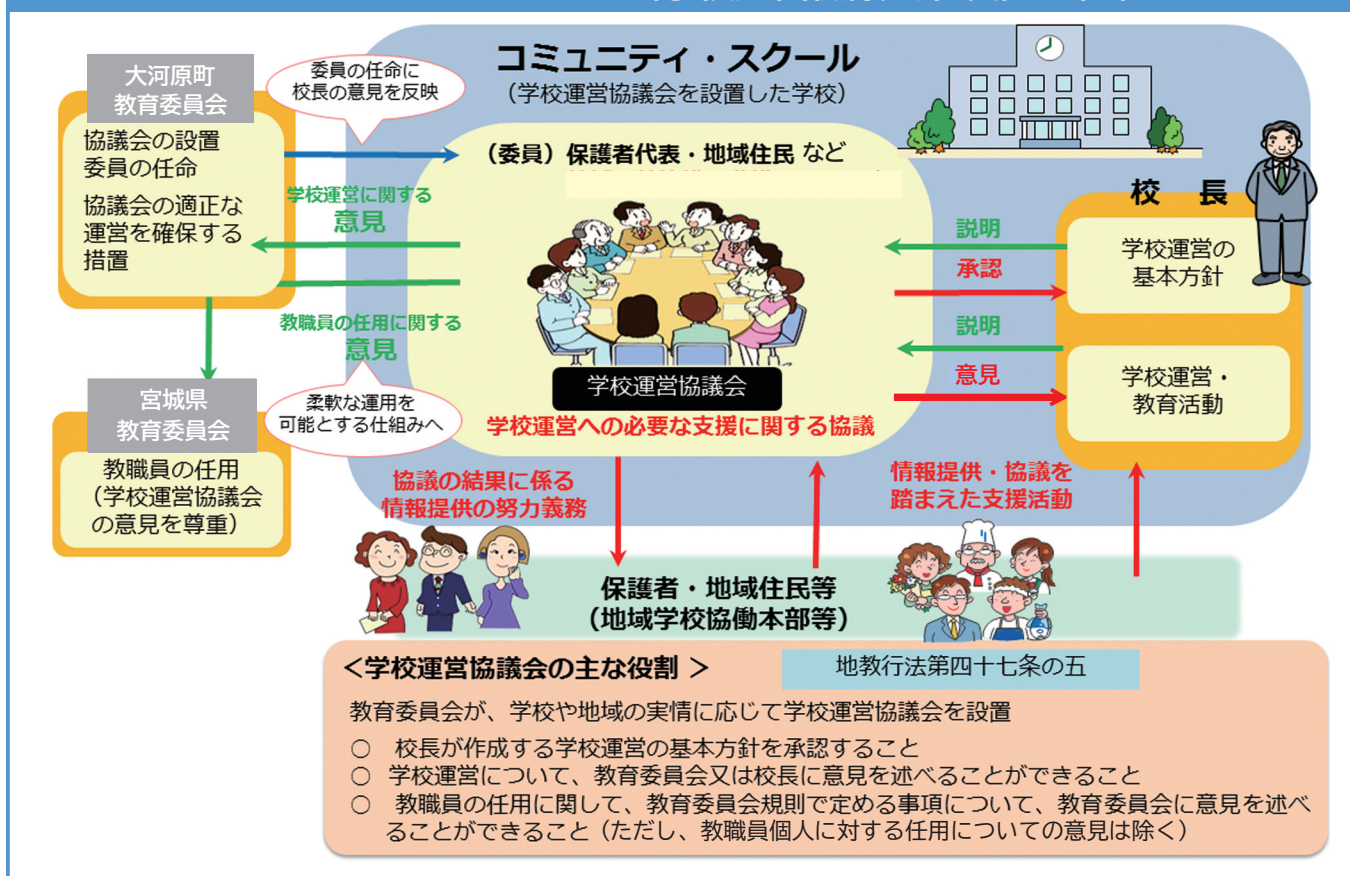 コミュニティ・スクール
（学校運営協議会を設置した学校）
大河原町
教育委員会
協議会の設置
委員の任命
協議会の適正な
運営を確保する
措置
委員の任命に
校長の意見を反映
（委員）保護者代表・地域住民 など
学校運営に関する
意見
教職員の任用に関する
意見
柔軟な運用を
可能とする仕組みへ
宮城県
教育委員会
教職員の任用
（学校運営協議会
の意見を尊重）
学校運営協議会
学校運営への必要な支援に関する協議
校　長
説明
承認
学校運営の
基本方針
説明
意見
学校運営・
教育活動
協議の結果に係る
情報提供の努力義務
情報提供・協議を
踏まえた支援活動
保護者・地域住民等
（地域学校協働本部等）
＜学校運営協議会の主な役割 ＞
地教行法第四十七条の五
教育委員会が、学校や地域の実情に応じて学校運営協議会を設置
○　校長が作成する学校運営の基本方針を承認すること
○　学校運営について、教育委員会又は校長に意見を述べることができること
○　教職員の任用に関して、教育委員会規則で定める事項について、教育委員会に意見を述べ
ることができること（ただし、教職員個人に対する任用についての意見は除く）